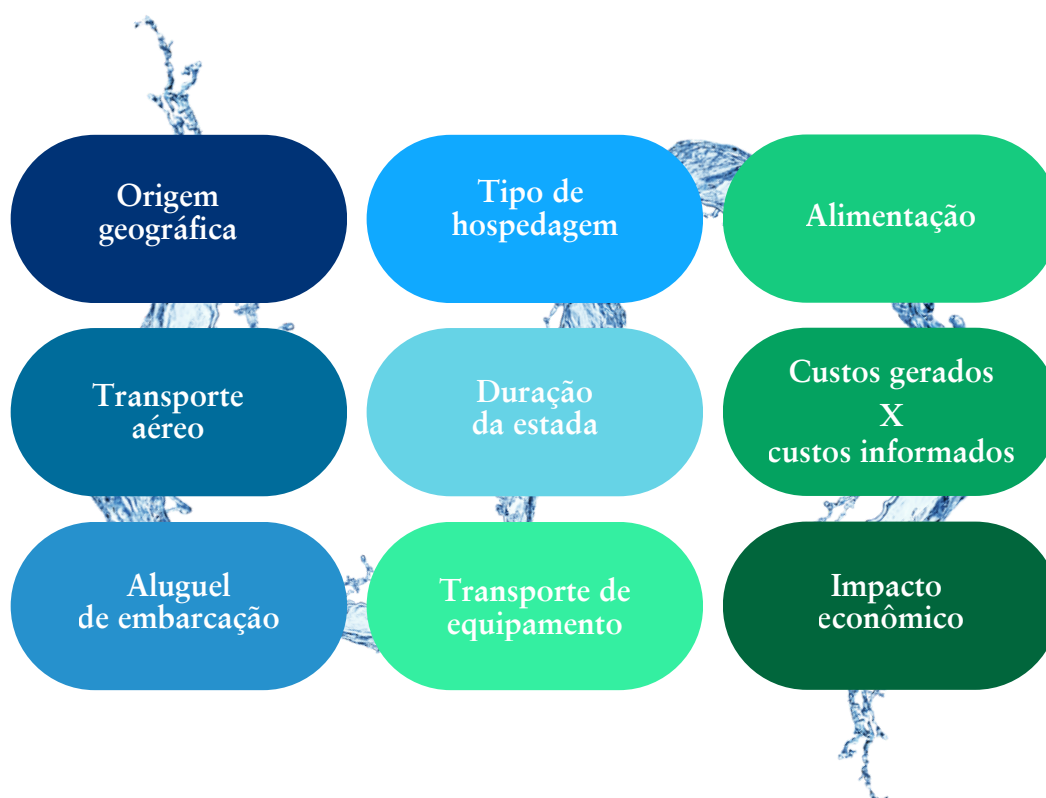 Origem
geográfica
Tipo de
hospedagem
Alimentação
Transporte
aéreo
Duração
da estada
Custos gerados
X
custos informados
Aluguel
de embarcação
Transporte de
equipamento
Impacto
econômico